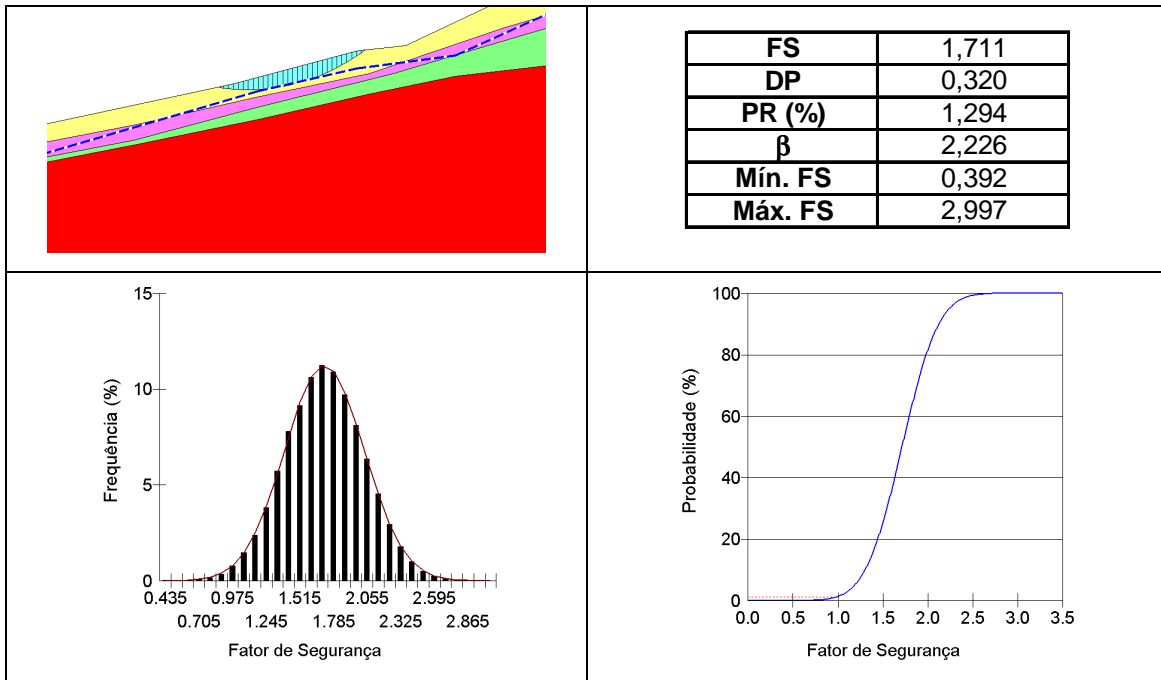 FS 1,711
DP 0,320
PR (%) 1,294
β 2,226
Mín. FS 0,392
Máx. FS 2,997
15
10
5
0
Frequência (%)
0.435 0.975 1.515 2.055 2.595
0.705 1.245 1.785 2.325 2.865
Fator de Segurança
100
80
60
40
20
0
Probabilidade (%)
0.0 0.5 1.0 1.5 2.0 2.5 3.0 3.5
Fator de Segurança